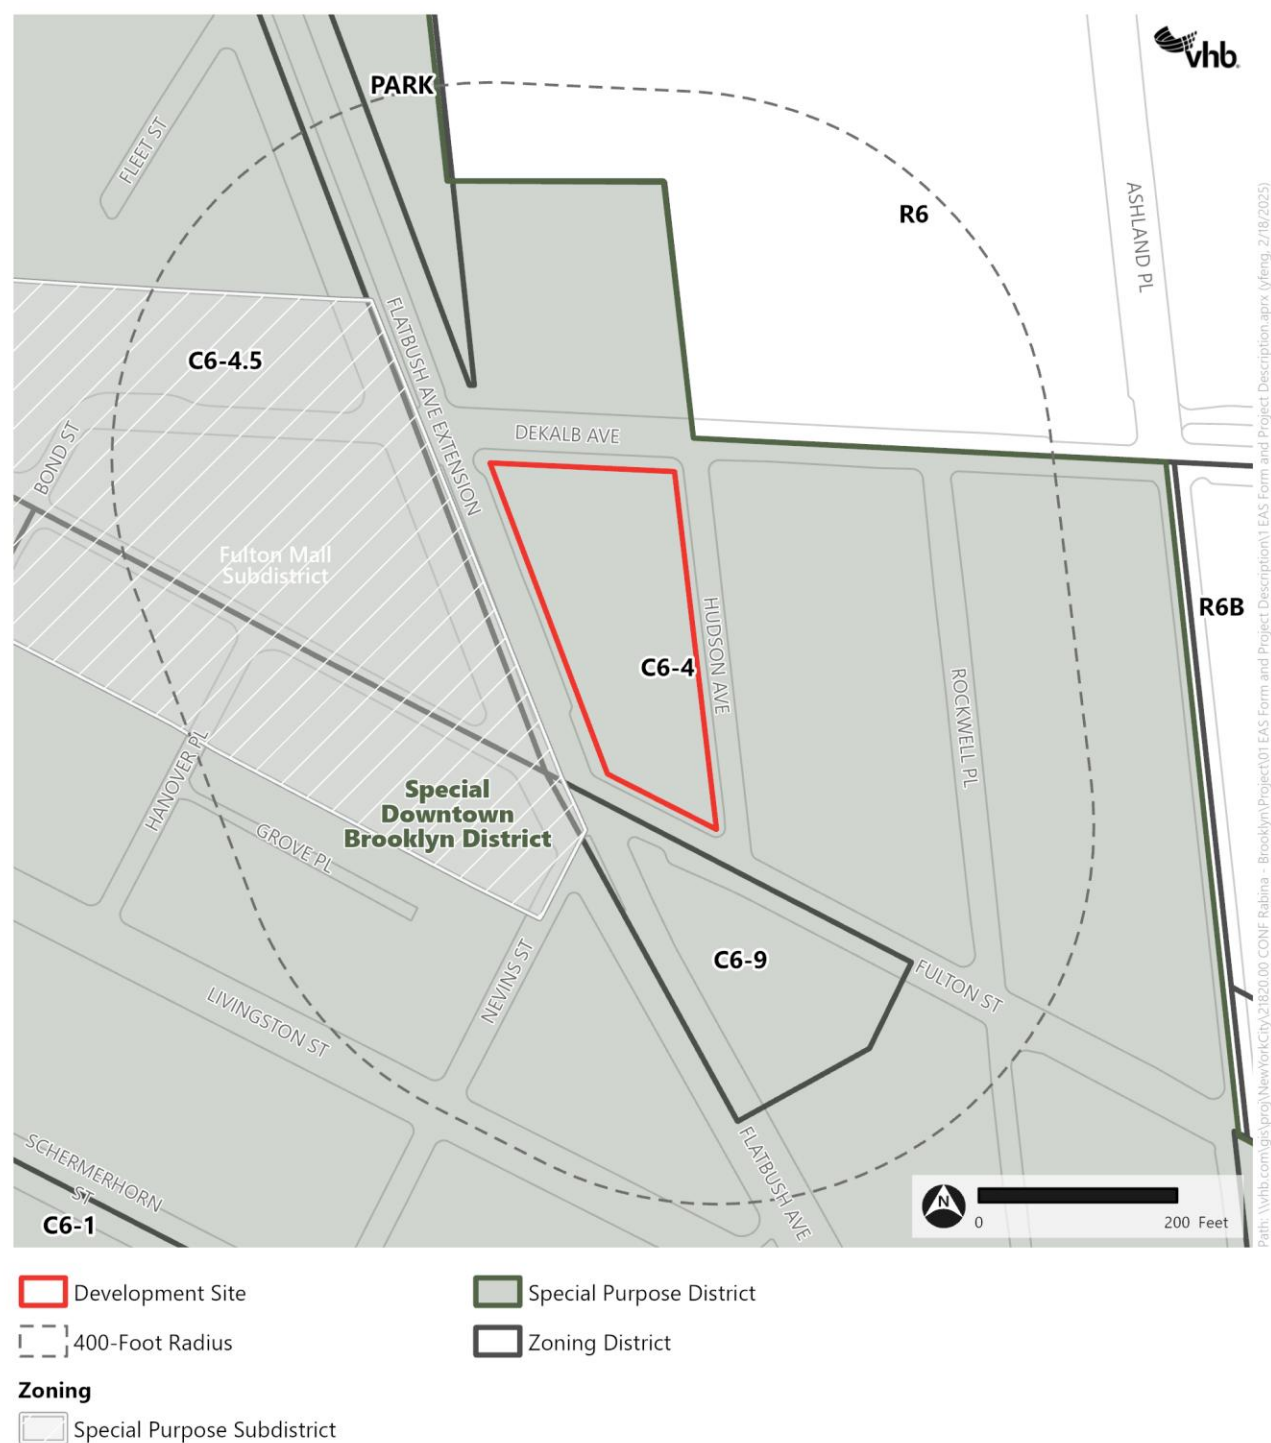 vhb.
PARK
FLEET ST
R6
ASHLAND PL
C6-4.5
FLATBUSH AVE EXTENSION
DEKALB AVE
BOND ST
Fulton Mall
Subdistrict
HUDSON AVE
R6B
C6-4
ROCKWELL PL
HANOVER PL
Special
Downtown
Brooklyn District
GROVE PL
NEVINS ST
C6-9
FULTON ST
LIVINGSTON ST
SCHERMERHORN
ST
C6-1
FLATBUSH AVE
N
0 200 Feet
Path: \\vhb.com\gis\proj\NewYorkCity\21820.00 CONF Rabina - Brooklyn\Project\01 EAS Form and Project Description\1 EAS Form and Project Description.aprx (yfeng, 2/18/2025)
Development Site
Special Purpose District
400-Foot Radius
Zoning District
Zoning
Special Purpose Subdistrict